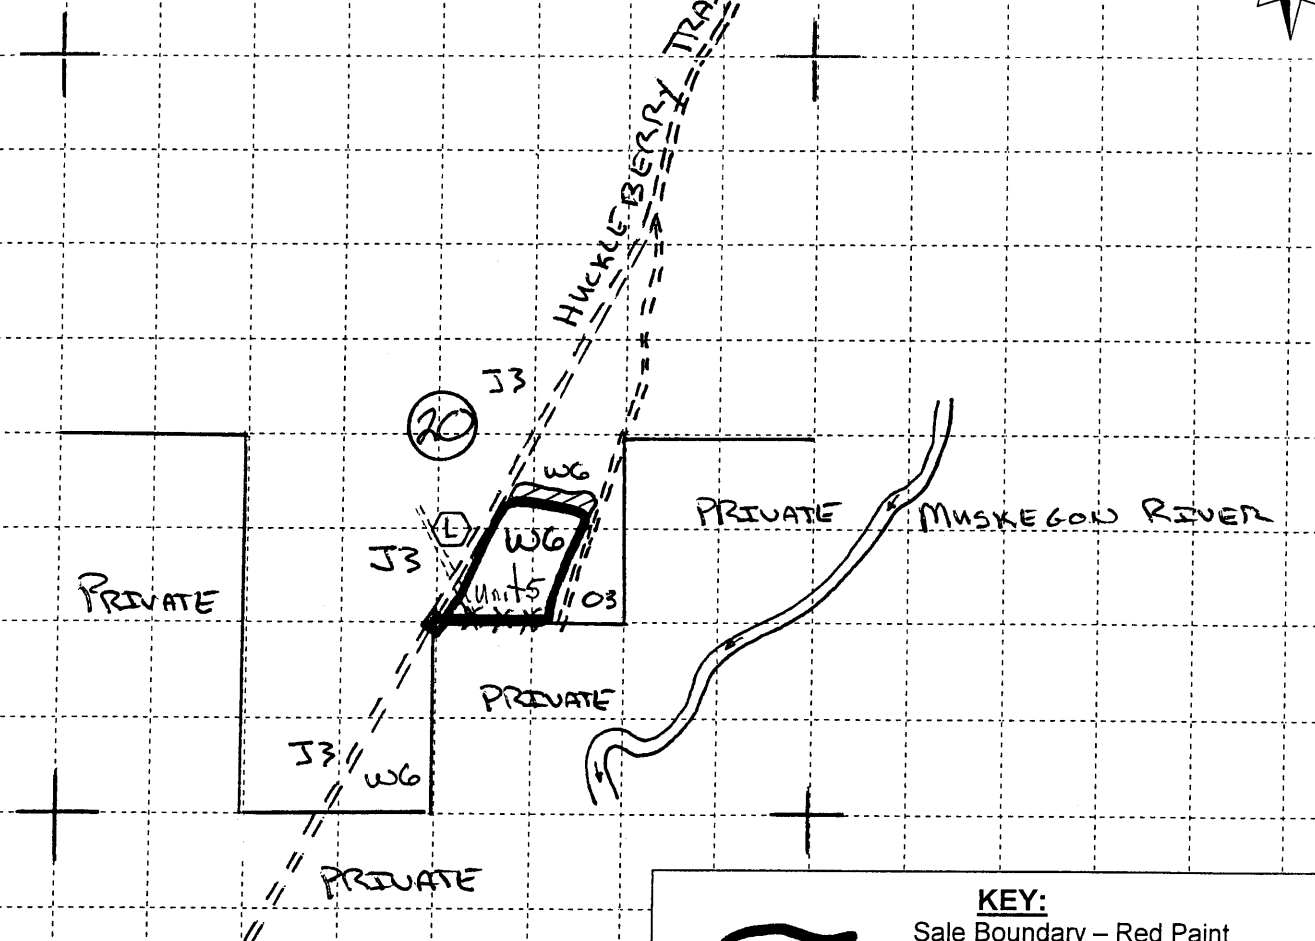 HUCKLEBERRY TRA
J3
20
W6
PRIVATE
MUSKEGON RIVER
L
W6
J3
Unit 5
O3
PRIVATE
PRIVATE
J3
W6
PRIVATE
KEY:
Sale Boundary – Red Paint